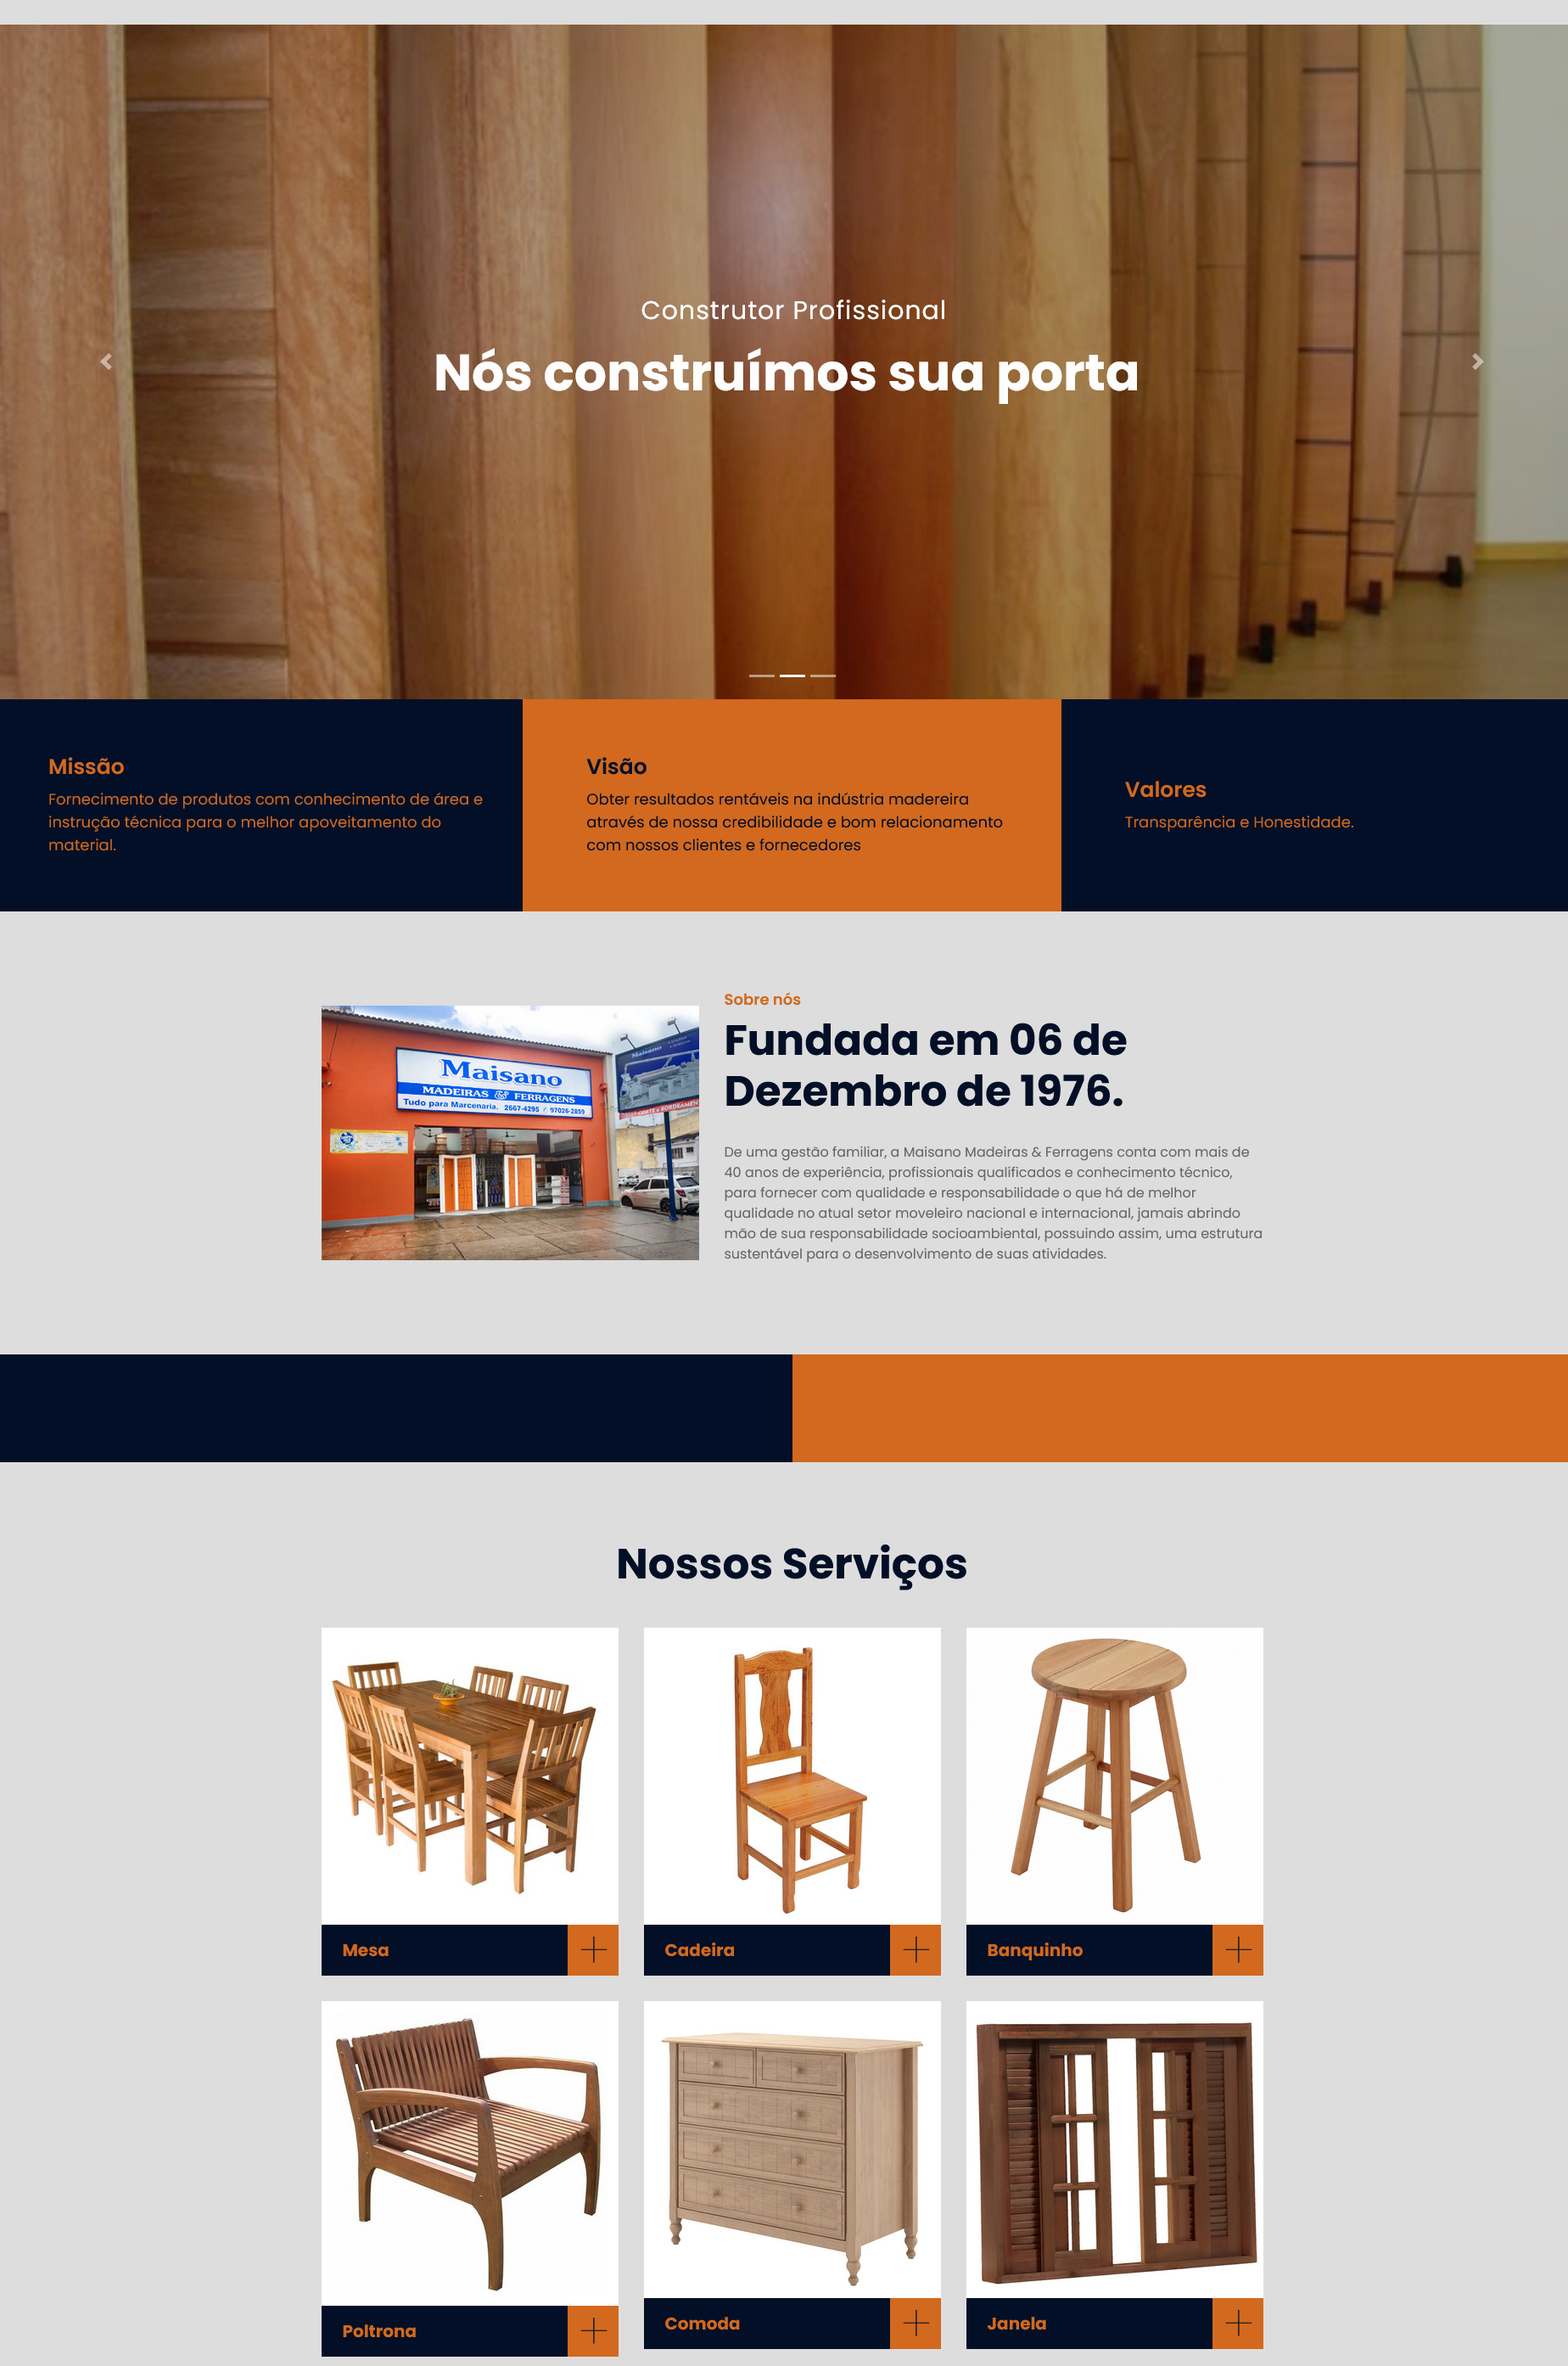 Construtor Profissional
Nós construímos sua porta
Missão
Fornecimento de produtos com conhecimento de área e
instrução técnica para o melhor apoveitamento do
material.
Visão
Obter resultados rentáveis na indústria madereira
através de nossa credibilidade e bom relacionamento
com nossos clientes e fornecedores
Valores
Transparência e Honestidade.
Maisano
MADEIRAS & FERRAGENS
Tudo para Marcenaria. 2667-4295 97026-2859
Maisano
Sobre nós
Fundada em 06 de
Dezembro de 1976.
De uma gestão familiar, a Maisano Madeiras & Ferragens conta com mais de
40 anos de experiência, profissionais qualificados e conhecimento técnico,
para fornecer com qualidade e responsabilidade o que há de melhor
qualidade no atual setor moveleiro nacional e internacional, jamais abrindo
mão de sua responsabilidade socioambiental, possuindo assim, uma estrutura
sustentável para o desenvolvimento de suas atividades.
Nossos Serviços
Mesa
Cadeira
Banquinho
Poltrona
Comoda
Janela